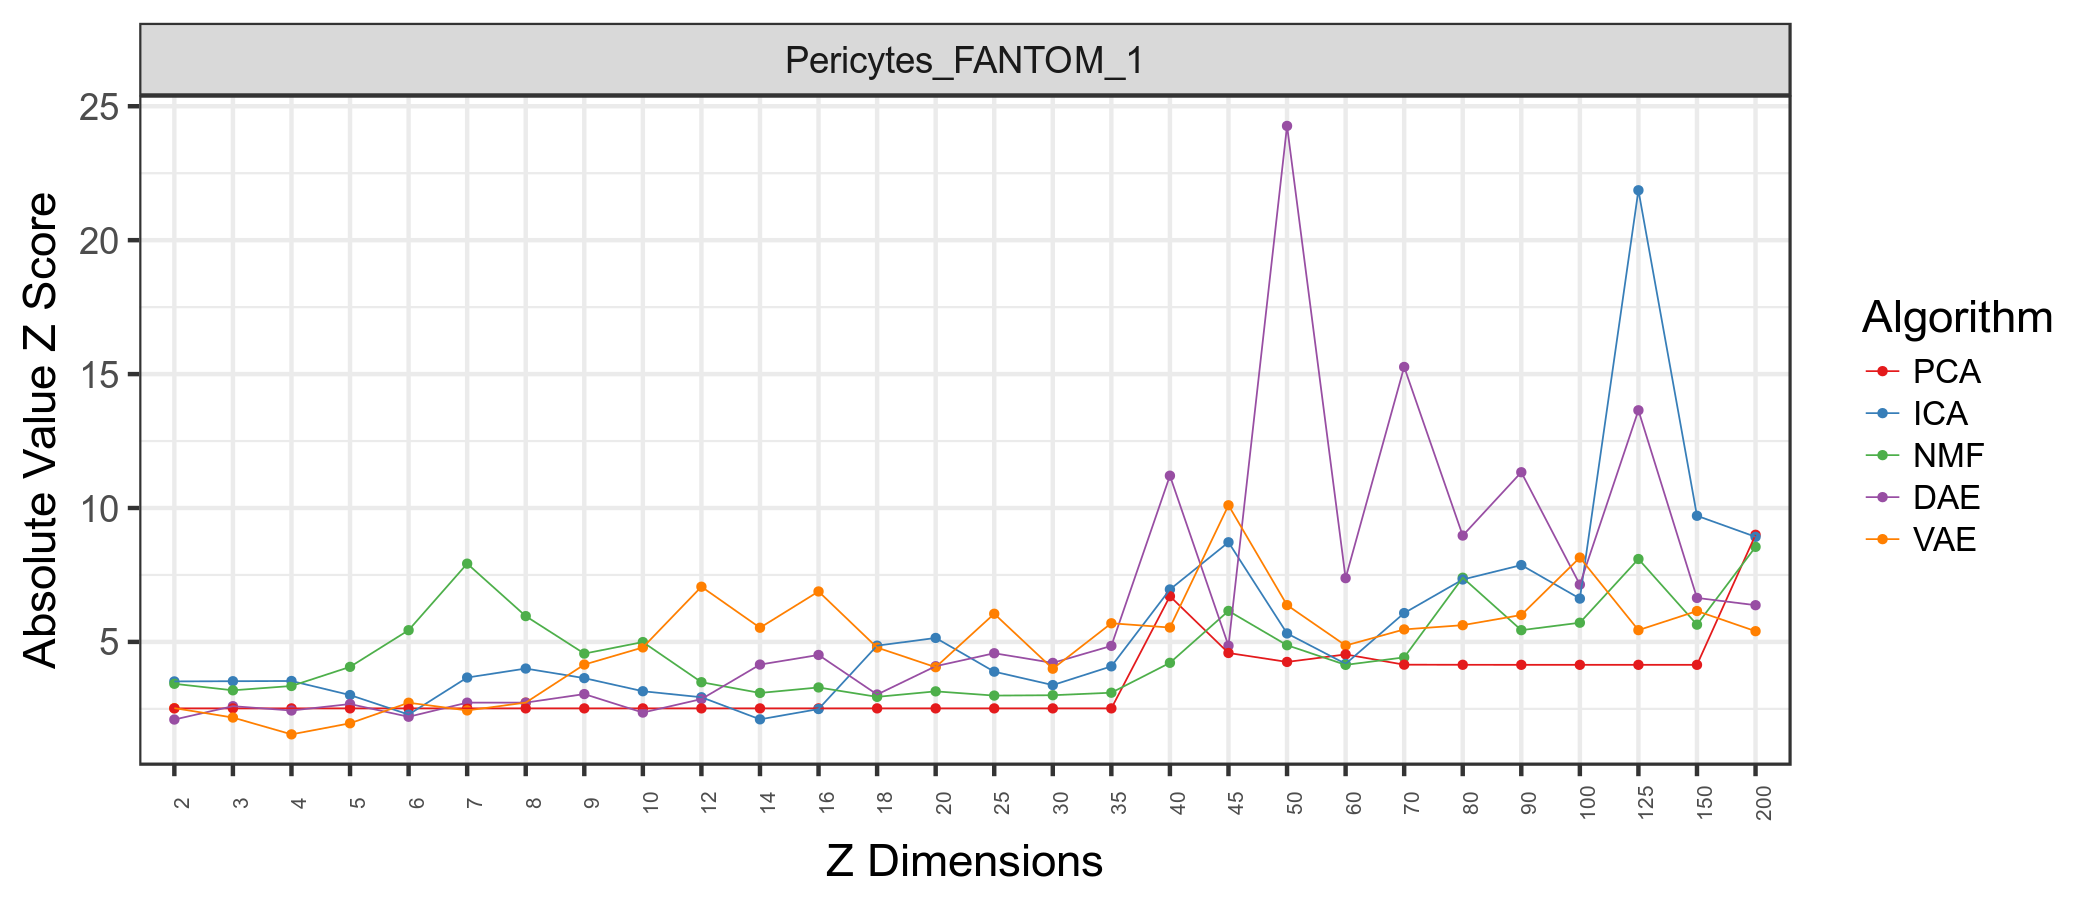 Pericytes_FANTOM_1
Absolute Value Z Score
25
20
15
10
5
2 3 4 5 6 7 8 9 10 12 14 16 18 20 25 30 35 40 45 50 60 70 80 90 100 125 150 200
Z Dimensions
Algorithm
PCA
ICA
NMF
DAE
VAE